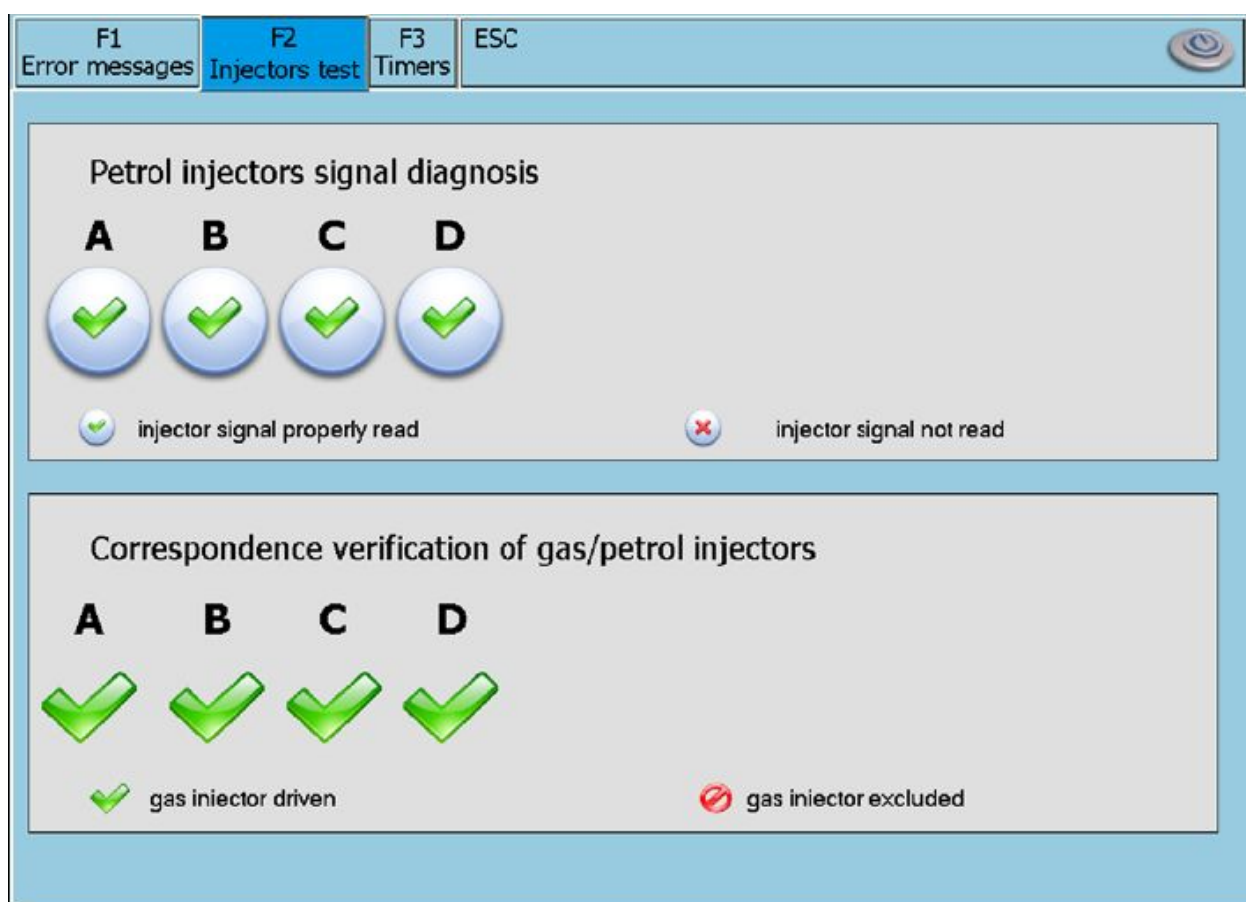 F1 F2 F3 ESC
Error messages Injectors test Timers
Petrol injectors signal diagnosis
A B C D
injector signal properly read injector signal not read
Correspondence verification of gas/petrol injectors
A B C D
gas iniector driven gas iniector excluded